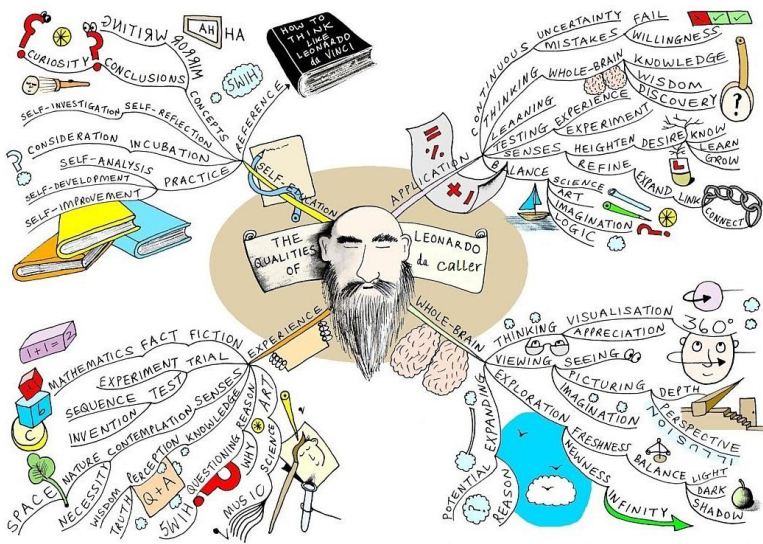 THE QUALITIES OF
LEONARDO da caller
SELF-EDUCATION
REFERENCE
HOW TO THINK LIKE LEONARDO da VINCI
5WIH
CONCEPTS
MIRROR WRITING
AH HA
CONCLUSIONS
CURIOSITY
SELF-REFLECTION
SELF-INVESTIGATION
PRACTICE
INCUBATION
CONSIDERATION
SELF-ANALYSIS
SELF-DEVELOPMENT
SELF-IMPROVEMENT
APPLICATION
CONTINUOUS
UNCERTAINTY
MISTAKES
FAIL
WILLINGNESS
THINKING
WHOLE-BRAIN
KNOWLEDGE
WISDOM
DISCOVERY
LEARNING
TESTING
EXPERIENCE
EXPERIMENT
SENSES
HEIGHTEN
REFINE
DESIRE
KNOW
LEARN
GROW
L
EXPAND
LINK
CONNECT
BALANCE
SCIENCE
ART
IMAGINATION
LOGIC
EXPERIENCE
MATHEMATICS
FACT
FICTION
1+1=2
EXPERIMENT
TRIAL
TEST
SEQUENCE
INVENTION
b
C
SENSES
CONTEMPLATION
NATURE
SPACE
NECESSITY
KNOWLEDGE
PERCEPTION
WISDOM
TRUTH
Q+A
QUESTIONING
5WIH
REASON
WHY
ART
SCIENCE
MUSIC
WHOLE-BRAIN
THINKING
VISUALISATION
APPRECIATION
360°
VIEWING
SEEING
EXPLORATION
PICTURING
IMAGINATION
DEPTH
PERSPECTIVE
ILLUSION
FRESHNESS
BALANCE
LIGHT
DARK
SHADOW
NEWNESS
INFINITY
EXPANDING
POTENTIAL
REASON